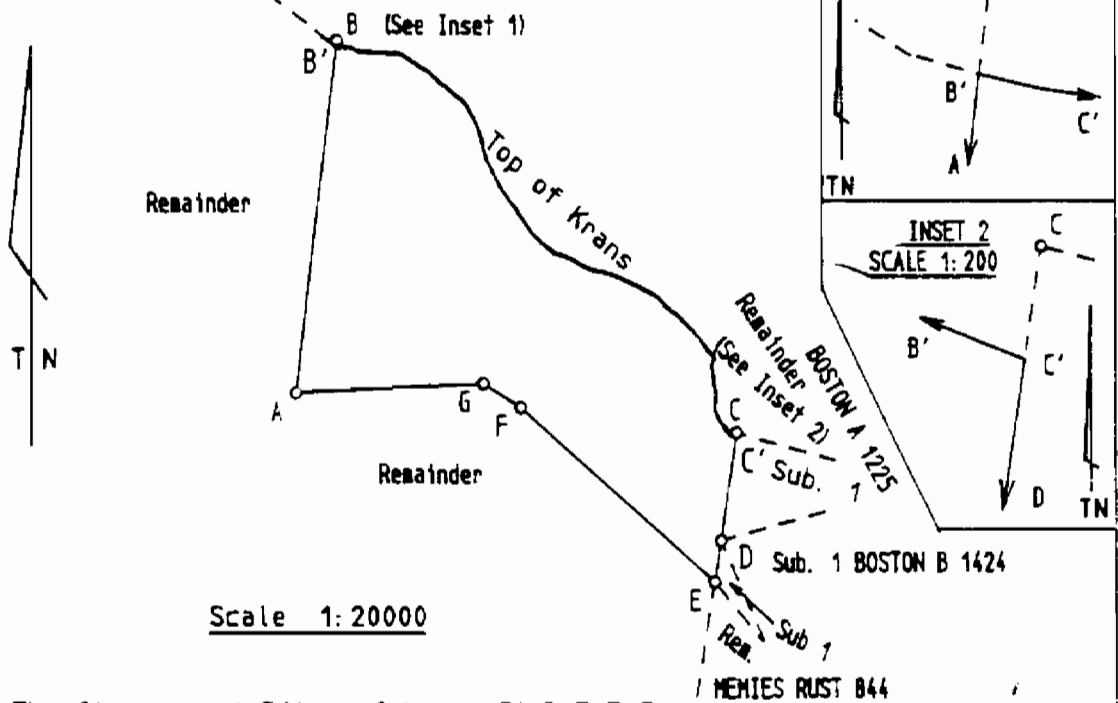 B (See Inset 1)
B'
B'
C'
A
TN
Remainder
Top of Krans
T N
INSET 2
SCALE 1:200
C
B'
C'
D
TN
Remainder
(See Inset 2)
BOSTON A 1225
A
G
F
C
C'
Sub. 1
Remainder
D
Sub. 1 BOSTON B 1424
E
Sub 1
Rem.
Scale 1:20000
MEMIES RUST 844